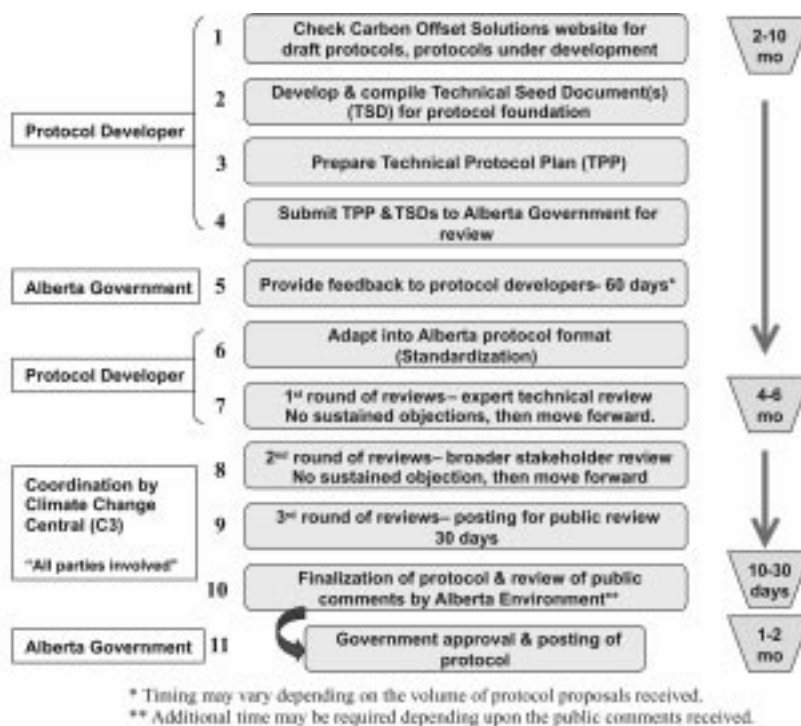 1
Check Carbon Offset Solutions website for
draft protocols, protocols under development
2-10
mo
Protocol Developer
2
Develop & compile Technical Seed Document(s)
(TSD) for protocol foundation
3
Prepare Technical Protocol Plan (TPP)
4
Submit TPP &TSDs to Alberta Government for
review
Alberta Government
5
Provide feedback to protocol developers- 60 days*
Protocol Developer
6
Adapt into Alberta protocol format
(Standardization)
7
1st round of reviews– expert technical review
No sustained objections, then move forward.
4-6
mo
Coordination by
Climate Change
Central (C3)
"All parties involved"
8
2nd round of reviews– broader stakeholder review
No sustained objection, then move forward
9
3rd round of reviews– posting for public review
30 days
10
Finalization of protocol & review of public
comments by Alberta Environment**
10-30
days
Alberta Government
11
Government approval & posting of
protocol
1-2
mo
* Timing may vary depending on the volume of protocol proposals received.
** Additional time may be required depending upon the public comments received.